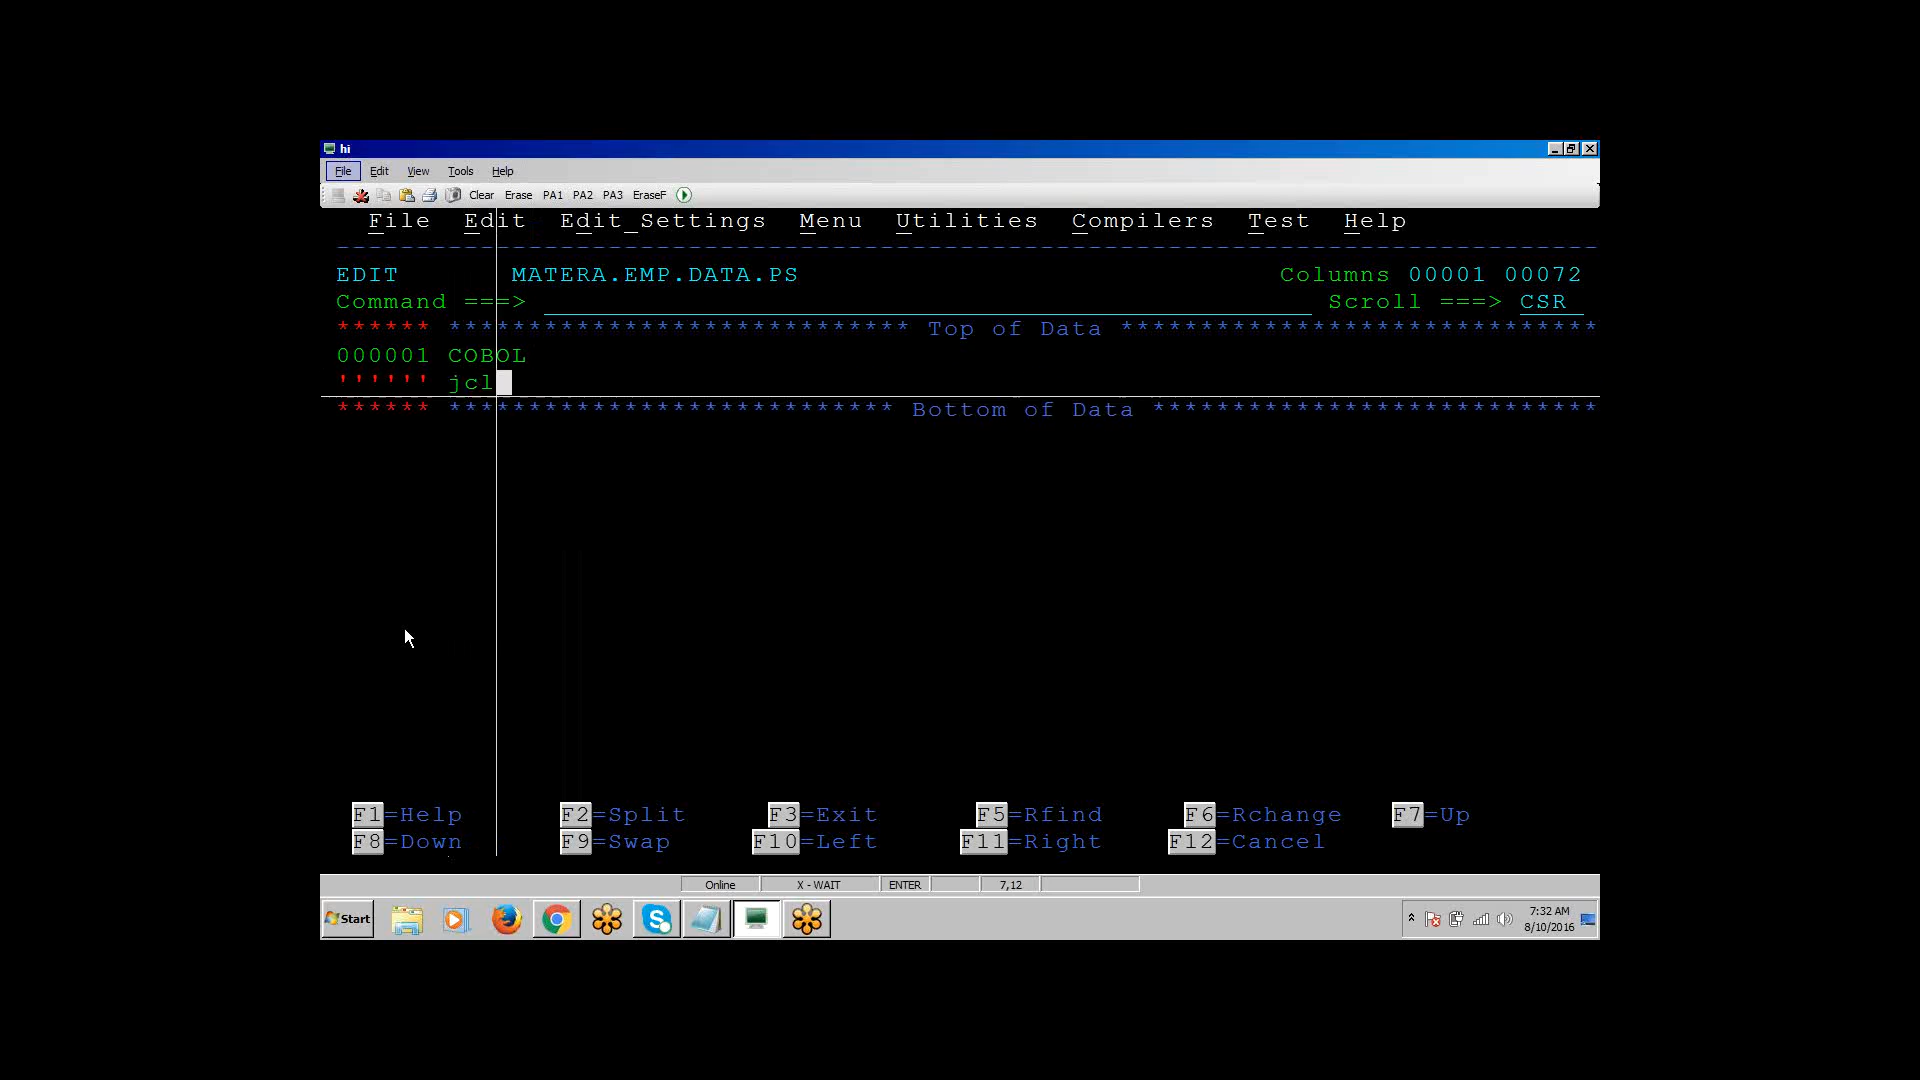 hi
File Edit View Tools Help
Clear Erase PA1 PA2 PA3 EraseF
File Edit Edit_Settings Menu Utilities Compilers Test Help
--------------------------------------------------------------------------------
EDIT MATERA.EMP.DATA.PS Columns 00001 00072
Command ===> Scroll ===> CSR
****** ***************************** Top of Data ******************************
000001 COBOL
'''''' jcl
****** **************************** Bottom of Data ****************************
F1=Help F2=Split F3=Exit F5=Rfind F6=Rchange F7=Up
F8=Down F9=Swap F10=Left F11=Right F12=Cancel
Online X - WAIT ENTER 7,12
Start 7:32 AM
8/10/2016